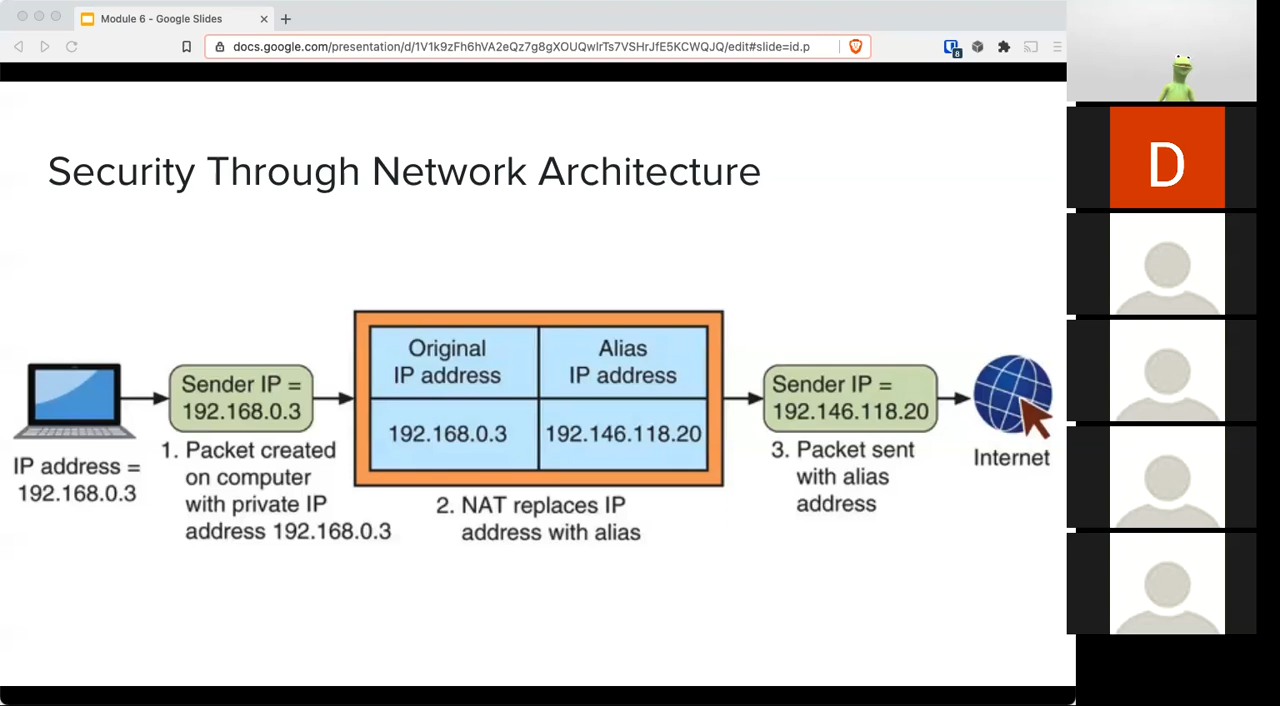 Module 6 - Google Slides
docs.google.com/presentation/d/1V1k9zFh6hVA2eQz7g8gXOUQwIrTs7VSHrJfE5KCWQJQ/edit#slide=id.p
8
D
Security Through Network Architecture
IP address =
192.168.0.3
Sender IP =
192.168.0.3
1. Packet created
on computer
with private IP
address 192.168.0.3
Original
IP address
Alias
IP address
192.168.0.3
192.146.118.20
2. NAT replaces IP
address with alias
Sender IP =
192.146.118.20
3. Packet sent
with alias
address
Internet